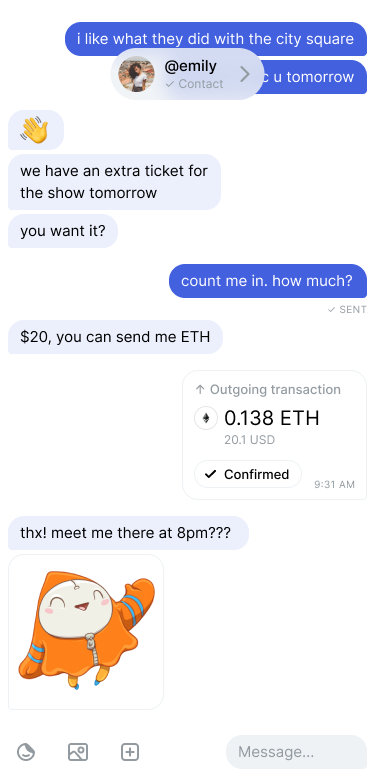 i like what they did with the city square
@emily
✓ Contact
c u tomorrow
we have an extra ticket for
the show tomorrow
you want it?
count me in. how much?
✓ SENT
$20, you can send me ETH
↑ Outgoing transaction
0.138 ETH
20.1 USD
✓ Confirmed
9:31 AM
thx! meet me there at 8pm???
Message...